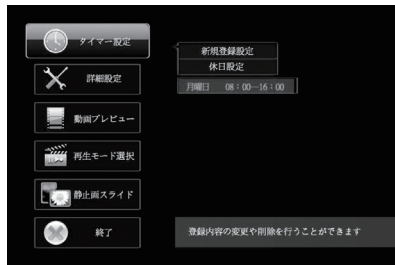 タイマー設定
詳細設定
動画プレビュー
再生モード選択
静止画スライド
終了
新規登録設定
休日設定
月曜日 08：00―16：00
登録内容の変更や削除を行うことができます